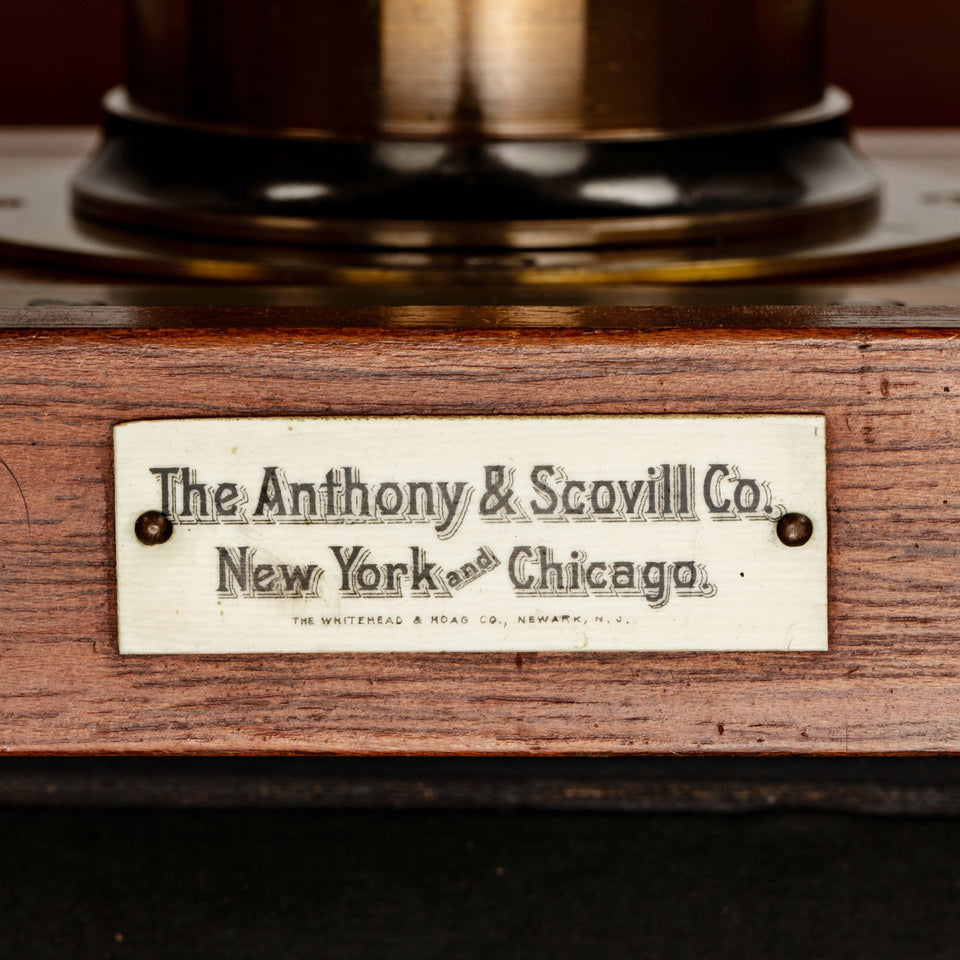 The Anthony & Scovill Co.
New York and Chicago.
THE WHITEHEAD & HOAG CO., NEWARK, N. J.